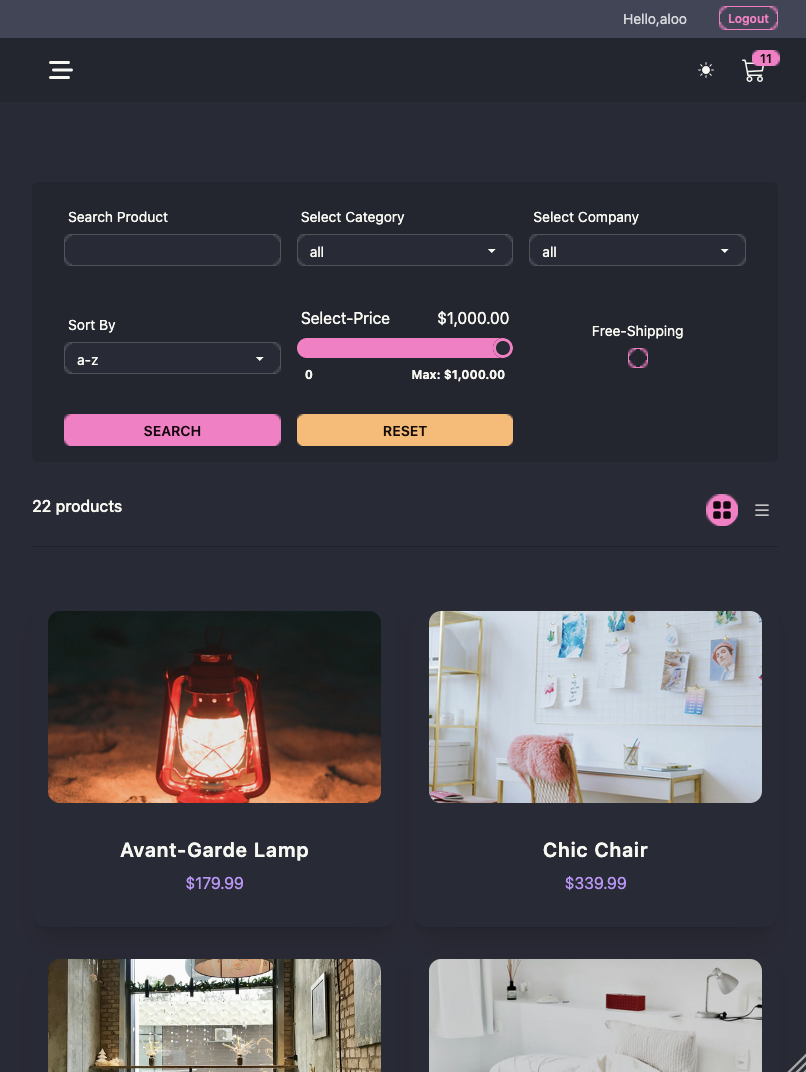 Hello,aloo Logout
11
Search Product Select Category Select Company
all all
Sort By Select-Price $1,000.00 Free-Shipping
a-z
0 Max: $1,000.00
SEARCH RESET
22 products
Avant-Garde Lamp Chic Chair
$179.99 $339.99